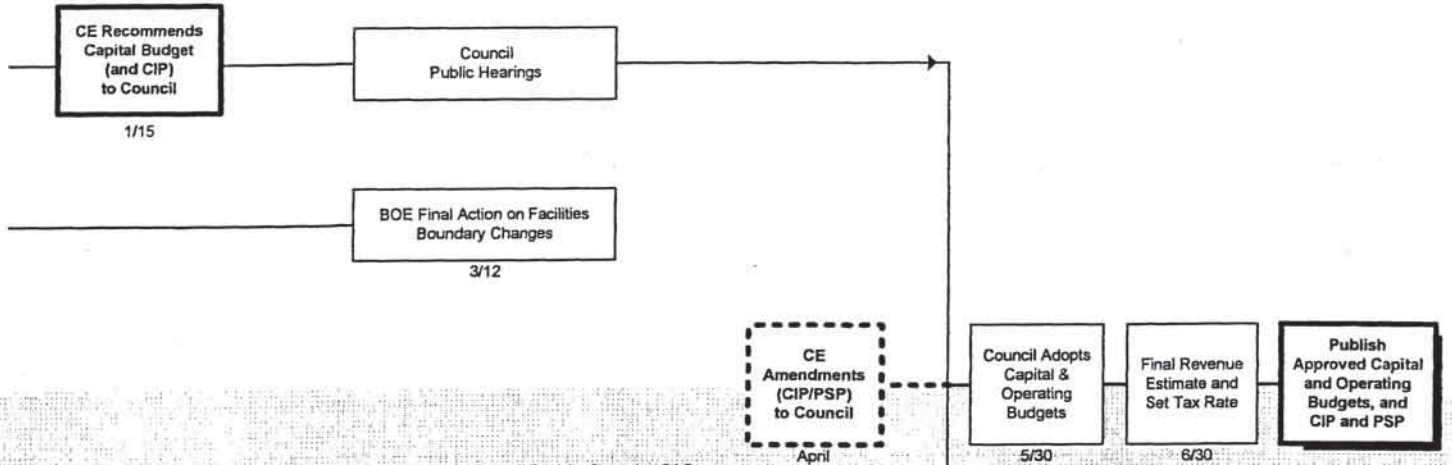 CE Recommends
Capital Budget
(and CIP)
to Council
1/15
Council
Public Hearings
BOE Final Action on Facilities
Boundary Changes
3/12
CE
Amendments
(CIP/PSP)
to Council
April
Council Adopts
Capital &
Operating
Budgets
5/30
Final Revenue
Estimate and
Set Tax Rate
6/30
Publish
Approved Capital
and Operating
Budgets, and
CIP and PSP